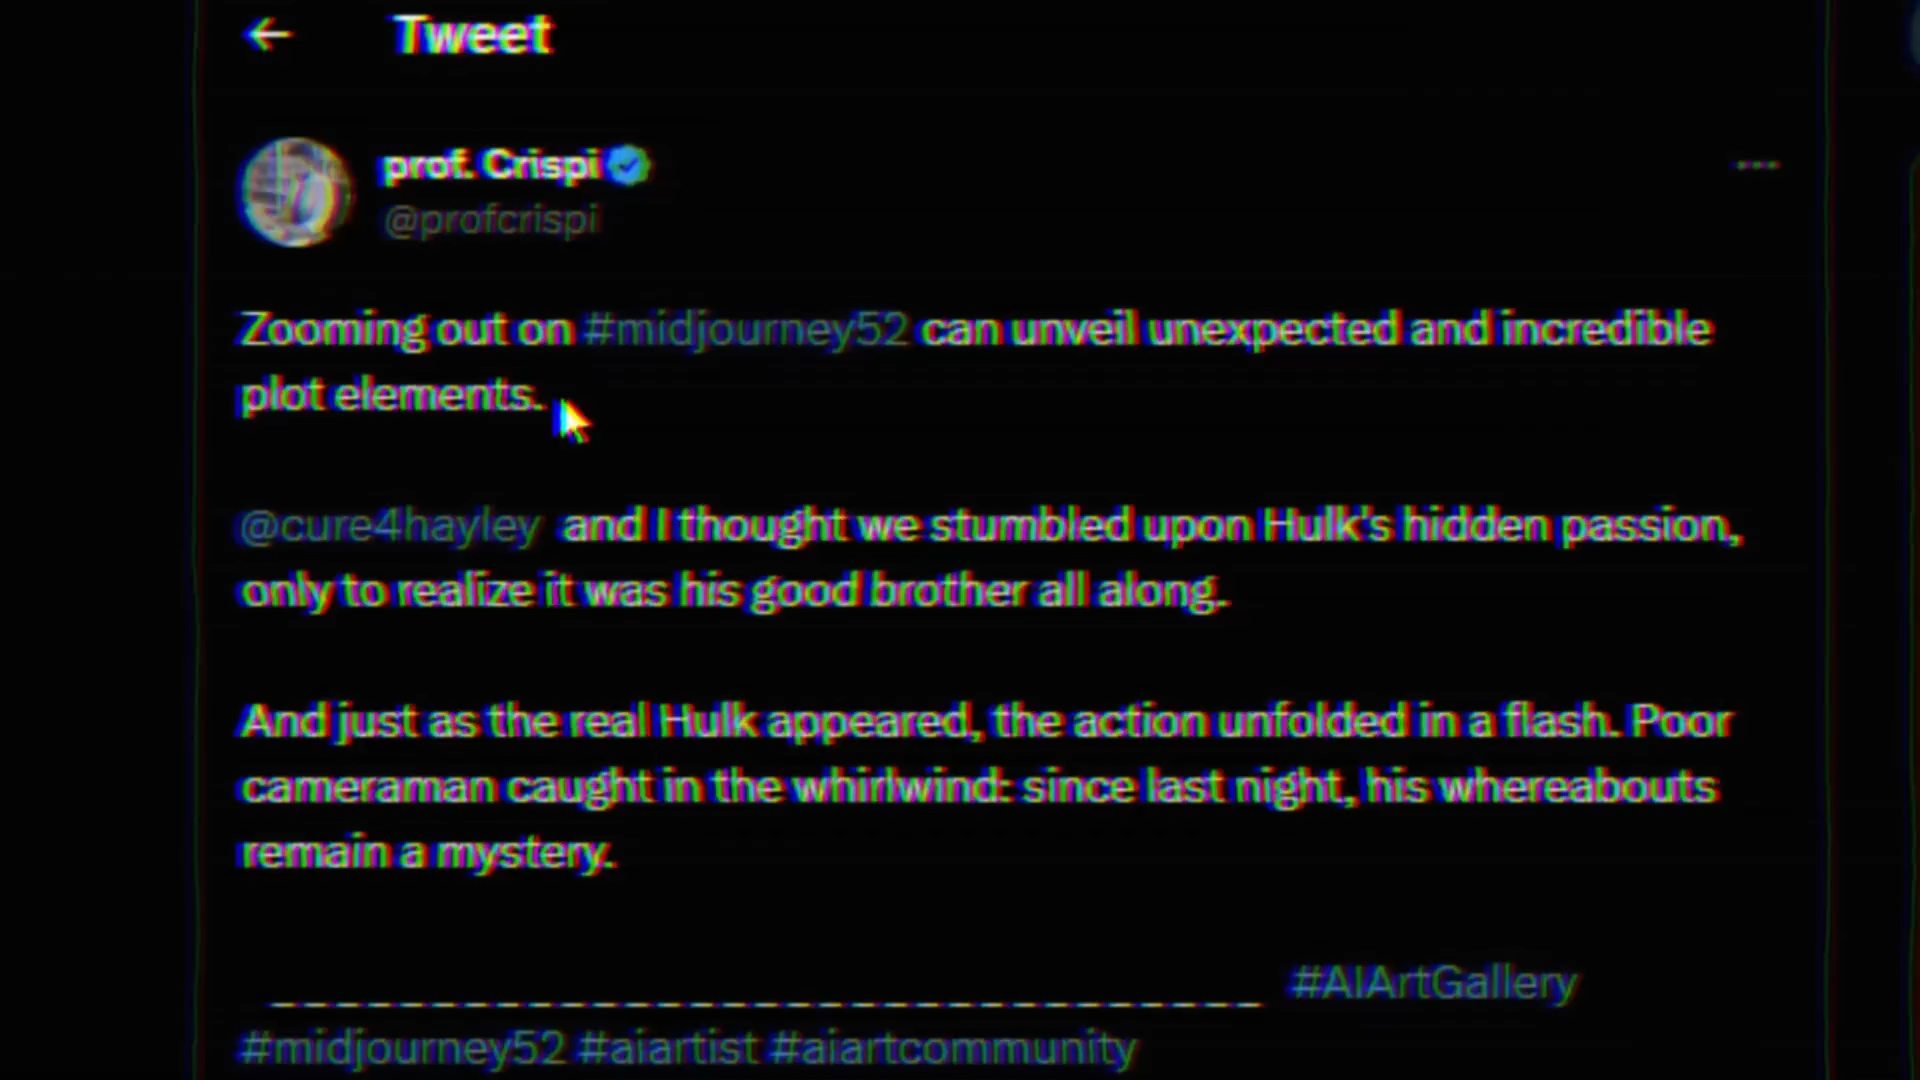 Tweet
prof. Crispi
@profcrispi
Zooming out on #midjourney52 can unveil unexpected and incredible
plot elements.
@cure4hayley and I thought we stumbled upon Hulk's hidden passion,
only to realize it was his good brother all along.
And just as the real Hulk appeared, the action unfolded in a flash. Poor
cameraman caught in the whirlwind: since last night, his whereabouts
remain a mystery.
_________________________________ #AIArtGallery
#midjourney52 #aiartist #aiartcommunity